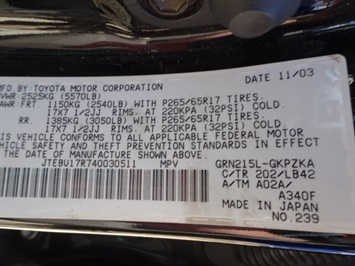 MFD. BY: TOYOTA MOTOR CORPORATION DATE 11/03
GVWR: 2525KG (5570LB)
GAWR: FRT. 1150KG (2540LB) WITH P265/65R17 TIRES.
17X7 1/2JJ RIMS. AT 220KPA (32PSI) COLD.
RR. 1385KG (3050LB) WITH P265/65R17 TIRES.
17X7 1/2JJ RIMS. AT 220KPA (32PSI) COLD.
THIS VEHICLE CONFORMS TO ALL APPLICABLE FEDERAL MOTOR
VEHICLE SAFETY AND THEFT PREVENTION STANDARDS IN EFFECT ON
THE DATE OF MANUFACTURE SHOWN ABOVE.
JTEBU17R740030511 MPV
GRN215L-GKPZKA
C/TR 202/LB42
A/TM A02A/
A340F
MADE IN JAPAN
NO.239